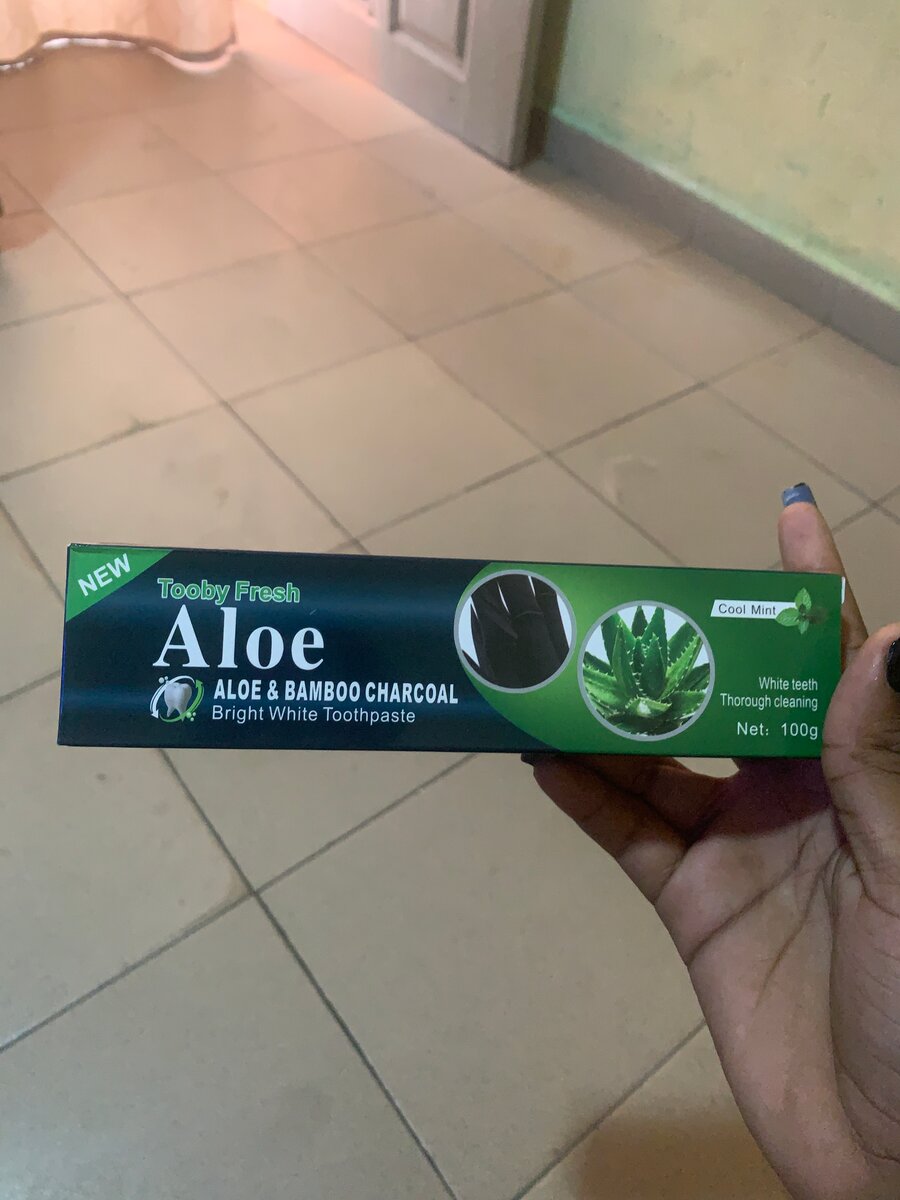 NEW
Tooby Fresh
Aloe
ALOE & BAMBOO CHARCOAL
Bright White Toothpaste
Cool Mint
White teeth
Thorough cleaning
Net: 100g